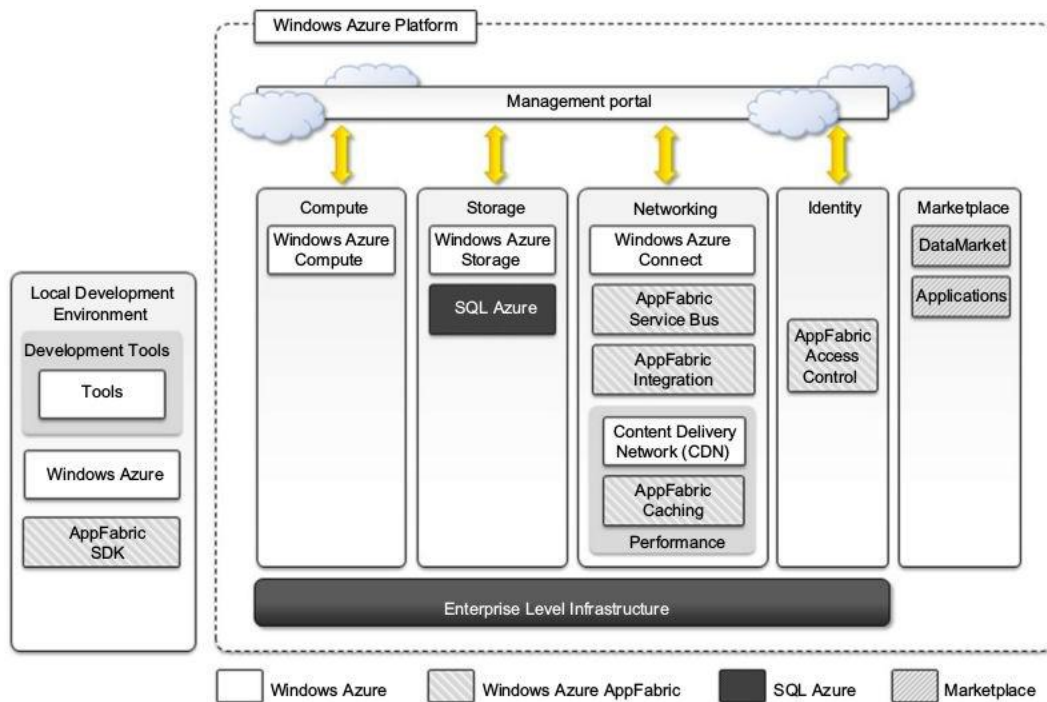 Windows Azure Platform
Management portal
Compute
Windows Azure
Compute
Storage
Windows Azure
Storage
SQL Azure
Networking
Windows Azure
Connect
AppFabric
Service Bus
AppFabric
Integration
Content Delivery
Network (CDN)
AppFabric
Caching
Performance
Identity
AppFabric
Access
Control
Marketplace
DataMarket
Applications
Local Development
Environment
Development Tools
Tools
Windows Azure
AppFabric
SDK
Enterprise Level Infrastructure
Windows Azure
Windows Azure AppFabric
SQL Azure
Marketplace